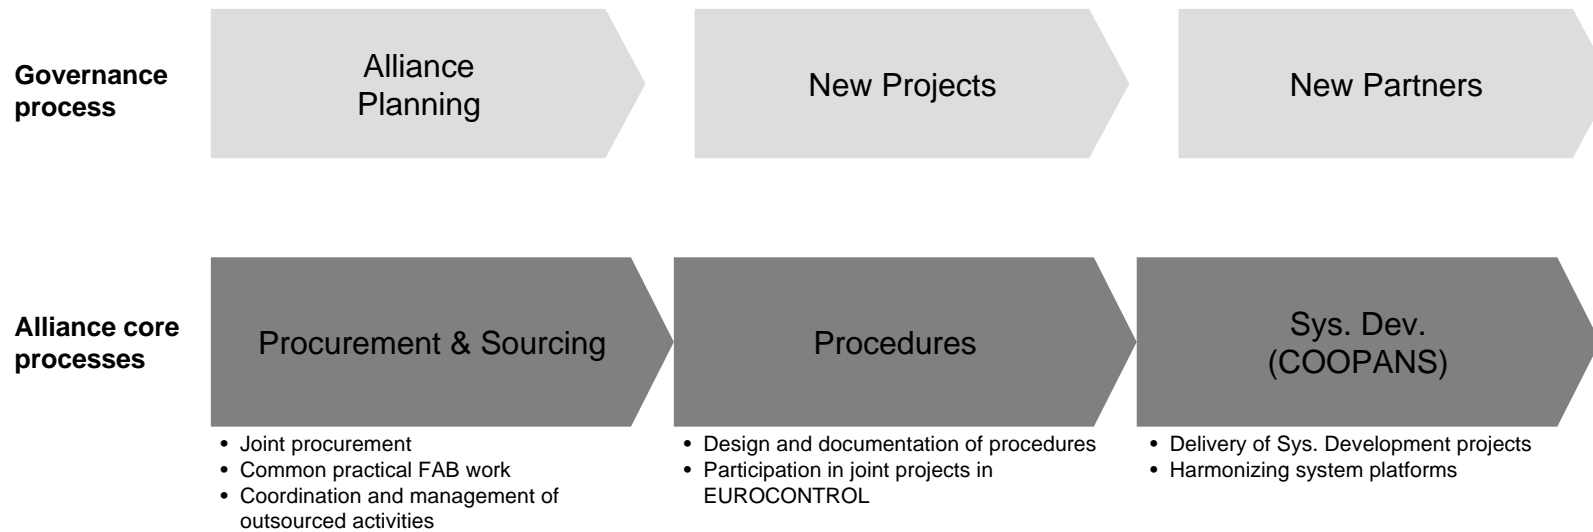 Governance
process
Alliance
Planning
New Projects
New Partners
Alliance core
processes
Procurement & Sourcing
Procedures
Sys. Dev.
(COOPANS)
• Joint procurement
• Common practical FAB work
• Coordination and management of
outsourced activities
• Design and documentation of procedures
• Participation in joint projects in
EUROCONTROL
• Delivery of Sys. Development projects
• Harmonizing system platforms